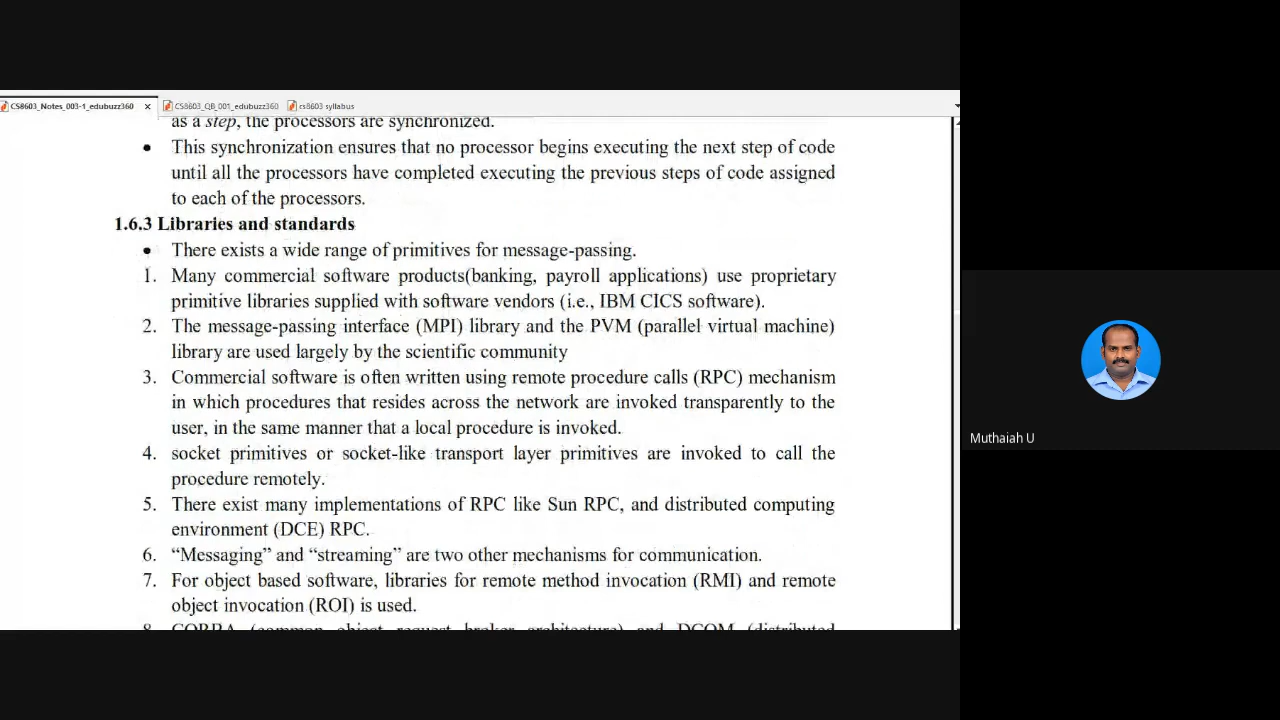 CS8603_Notes_003-1_edubuzz360 × CS8603_QB_001_edubuzz360 cs8603 syllabus
as a step, the processors are synchronized.
• This synchronization ensures that no processor begins executing the next step of code
until all the processors have completed executing the previous steps of code assigned
to each of the processors.
1.6.3 Libraries and standards
• There exists a wide range of primitives for message-passing.
1. Many commercial software products(banking, payroll applications) use proprietary
primitive libraries supplied with software vendors (i.e., IBM CICS software).
2. The message-passing interface (MPI) library and the PVM (parallel virtual machine)
library are used largely by the scientific community
3. Commercial software is often written using remote procedure calls (RPC) mechanism
in which procedures that resides across the network are invoked transparently to the
user, in the same manner that a local procedure is invoked.
4. socket primitives or socket-like transport layer primitives are invoked to call the
procedure remotely.
5. There exist many implementations of RPC like Sun RPC, and distributed computing
environment (DCE) RPC.
6. “Messaging” and “streaming” are two other mechanisms for communication.
7. For object based software, libraries for remote method invocation (RMI) and remote
object invocation (ROI) is used.
8. CORBA (common object request broker architecture) and DCOM (distributed
Muthaiah U